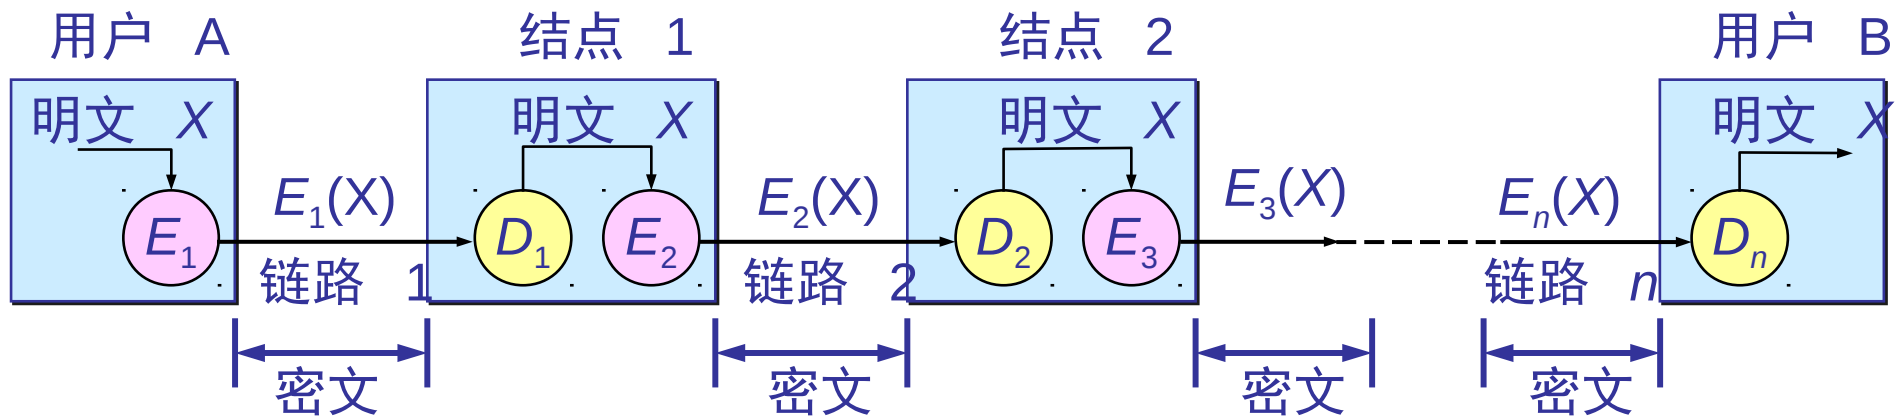 用户 A 结点 1 结点 2 用户 B
明文 X 明文 X 明文 X 明文 X
E1(X) E2(X) E3(X) En(X)
E1 D1 E2 D2 E3 Dn
链路 1 链路 2 链路 n
密文 密文 密文 密文